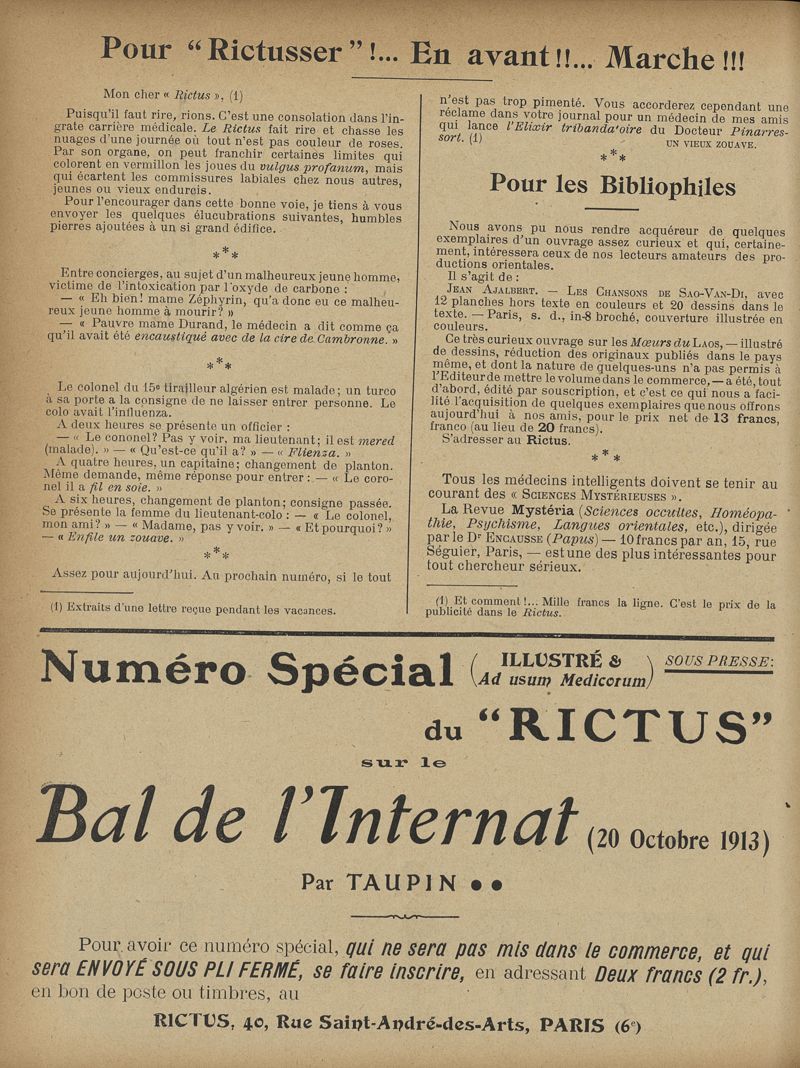 Pour “Rictusser”!... En avant!!... Marche!!!
Mon cher « Rictus ». (1)
Puisqu'il faut rire, rions. C'est une consolation dans l'in-
grate carrière médicale. Le Rictus fait rire et chasse les
nuages d'une journée où tout n'est pas couleur de roses.
Par son organe, on peut franchir certaines limites qui
colorent en vermillon les joues du vulgus profanum, mais
qui écartent les commissures labiales chez nous autres,
jeunes ou vieux endurcis.
Pour l'encourager dans cette bonne voie, je tiens à vous
envoyer les quelques élucubrations suivantes, humbles
pierres ajoutées à un si grand édifice.
***
Entre concierges, au sujet d'un malheureux jeune homme,
victime de l'intoxication par l'oxyde de carbone :
— « Eh bien! mame Zéphyrin, qu'a donc eu ce malheu-
reux jeune homme à mourir? »
— « Pauvre mame Durand, le médecin a dit comme ça
qu'il avait été encaustiqué avec de la cire de Cambronne. »
***
Le colonel du 15e tirailleur algérien est malade; un turco
à sa porte a la consigne de ne laisser entrer personne. Le
colo avait l'influenza.
A deux heures se présente un officier :
— « Le cononel? Pas y voir, ma lieutenant; il est mered
(malade). » — « Qu'est-ce qu'il a? » — « Flienza. »
A quatre heures, un capitaine; changement de planton.
Même demande, même réponse pour entrer : — « Le coro-
nel il a fil en soie. »
A six heures, changement de planton; consigne passée.
Se présente la femme du lieutenant-colo : — « Le colonel,
mon ami? » — « Madame, pas y voir. » — « Et pourquoi? »
— « Enfile un zouave. »
***
Assez pour aujourd'hui. Au prochain numéro, si le tout
(1) Extraits d'une lettre reçue pendant les vacances.
n'est pas trop pimenté. Vous accorderez cependant une
réclame dans votre journal pour un médecin de mes amis
qui lance l'Elixir tribanda'oire du Docteur Pinarres-
sort. (1)
UN VIEUX ZOUAVE.
***
Pour les Bibliophiles
Nous avons pu nous rendre acquéreur de quelques
exemplaires d'un ouvrage assez curieux et qui, certaine-
ment, intéressera ceux de nos lecteurs amateurs des pro-
ductions orientales.
Il s'agit de :
JEAN AJALBERT. — LES CHANSONS DE SAO-VAN-DI, avec
12 planches hors texte en couleurs et 20 dessins dans le
texte. — Paris, s. d., in-8 broché, couverture illustrée en
couleurs.
Ce très curieux ouvrage sur les Mœurs du LAOS, — illustré
de dessins, réduction des originaux publiés dans le pays
même, et dont la nature de quelques-uns n'a pas permis à
l'Editeur de mettre le volume dans le commerce, — a été, tout
d'abord, édité par souscription, et c'est ce qui nous a faci-
lité l'acquisition de quelques exemplaires que nous offrons
aujourd'hui à nos amis, pour le prix net de 13 francs,
franco (au lieu de 20 francs).
S'adresser au Rictus.
***
Tous les médecins intelligents doivent se tenir au
courant des « SCIENCES MYSTÉRIEUSES ».
La Revue Mystéria (Sciences occultes, Homéopa-
thie, Psychisme, Langues orientales, etc.), dirigée
par le Dr ENCAUSSE (Papus) — 10 francs par an, 15, rue
Séguier, Paris, — est une des plus intéressantes pour
tout chercheur sérieux.
(1) Et comment!... Mille francs la ligne. C'est le prix de la
publicité dans le Rictus.
Numéro Spécial (ILLUSTRÉ & Ad usum Medicorum) SOUS PRESSE:
du “RICTUS”
sur le
Bal de l'Internat (20 Octobre 1913)
Par TAUPIN ● ●
Pour avoir ce numéro spécial, qui ne sera pas mis dans le commerce, et qui
sera ENVOYÉ SOUS PLI FERMÉ, se faire inscrire, en adressant Deux francs (2 fr.),
en bon de poste ou timbres, au
RICTUS, 40, Rue Saint-André-des-Arts, PARIS (6e)